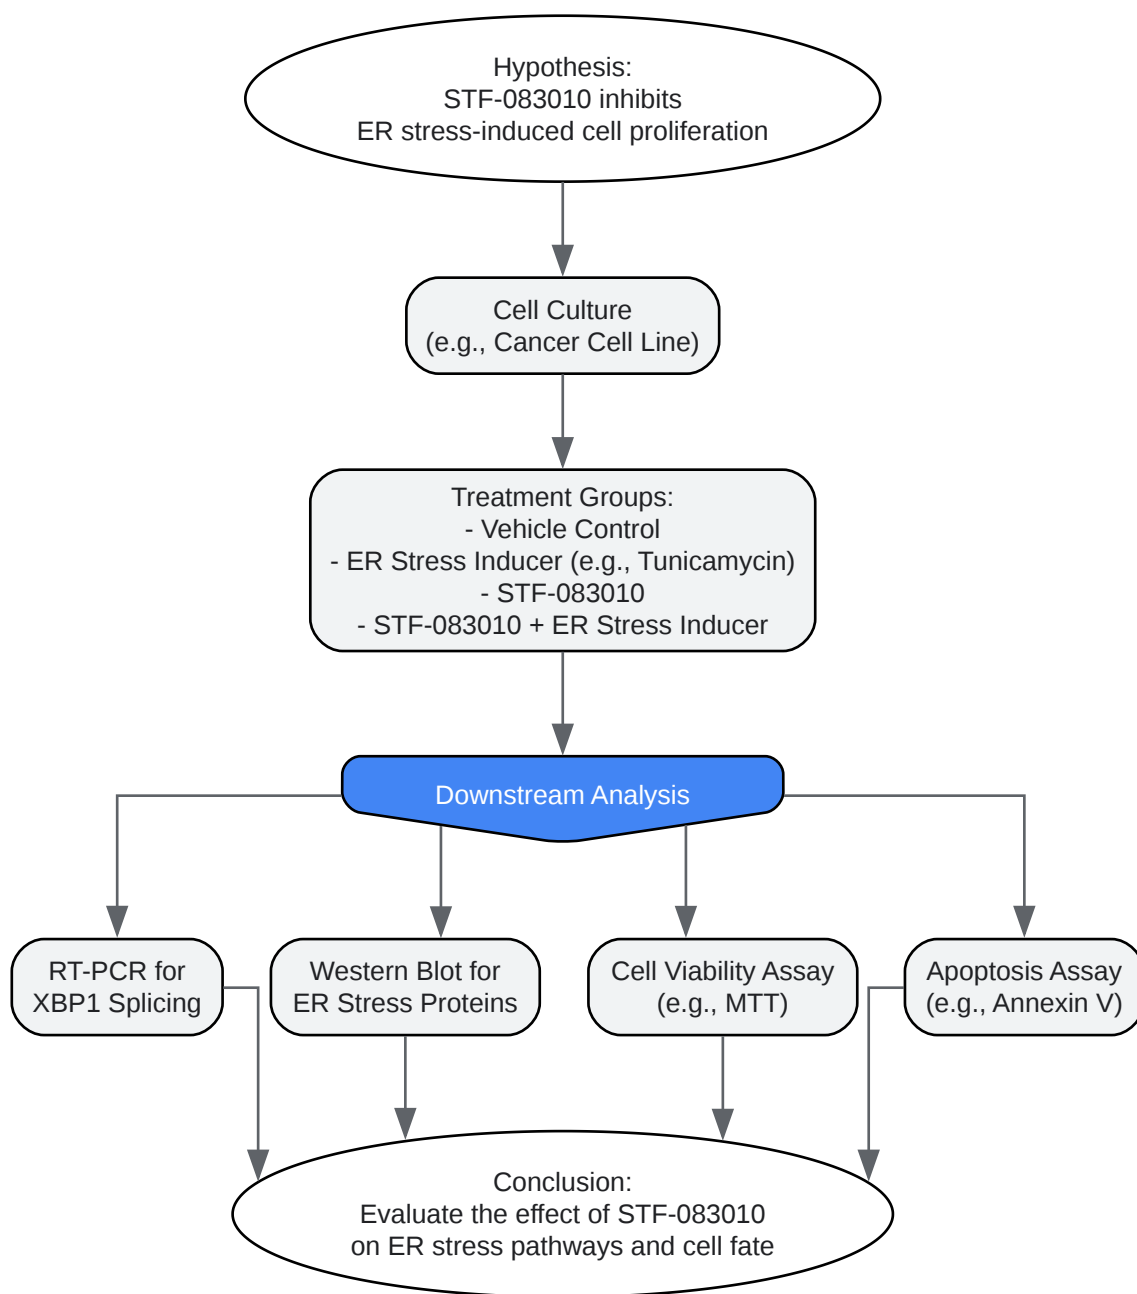 Hypothesis:
STF-083010 inhibits
ER stress-induced cell proliferation
Cell Culture
(e.g., Cancer Cell Line)
Treatment Groups:
- Vehicle Control
- ER Stress Inducer (e.g., Tunicamycin)
- STF-083010
- STF-083010 + ER Stress Inducer
Downstream Analysis
RT-PCR for
XBP1 Splicing
Western Blot for
ER Stress Proteins
Cell Viability Assay
(e.g., MTT)
Apoptosis Assay
(e.g., Annexin V)
Conclusion:
Evaluate the effect of STF-083010
on ER stress pathways and cell fate